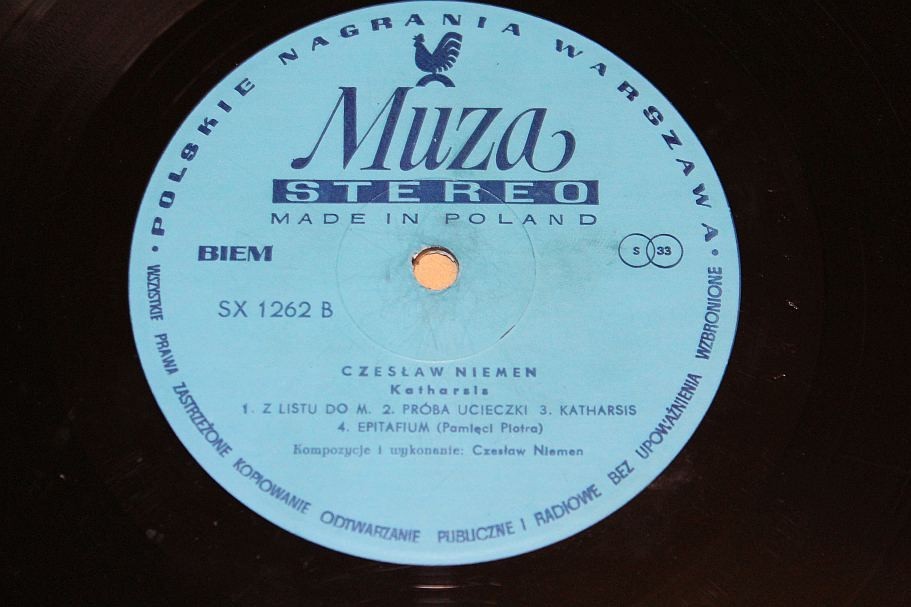 • POLSKIE NAGRANIA WARSZAWA •
Muza
STEREO
MADE IN POLAND
BIEM
S 33
SX 1262 B
CZESŁAW NIEMEN
Katharsis
1. Z LISTU DO M. 2. PRÓBA UCIECZKI 3. KATHARSIS
4. EPITAFIUM (Pamięci Piotra)
Kompozycje i wykonanie: Czesław Niemen
WSZYSTKIE PRAWA ZASTRZEŻONE KOPIOWANIE ODTWARZANIE PUBLICZNE I RADIOWE BEZ UPOWAŻNIENIA WZBRONIONE